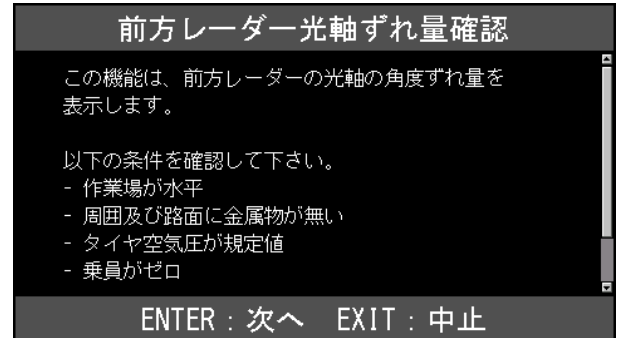 前方レーダー光軸ずれ量確認
この機能は、前方レーダーの光軸の角度ずれ量を
表示します。
以下の条件を確認して下さい。
- 作業場が水平
- 周囲及び路面に金属物が無い
- タイヤ空気圧が規定値
- 乗員がゼロ
ENTER：次へ　EXIT：中止